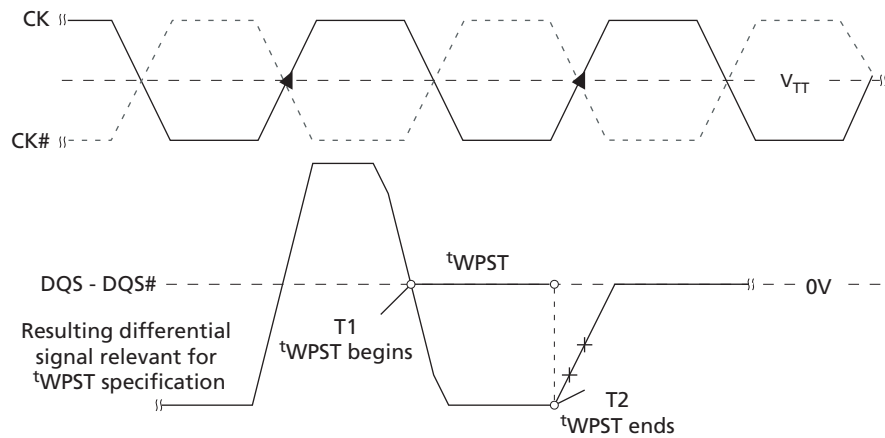 CK
V_TT
CK#
tWPST
DQS - DQS#
0V
Resulting differential
signal relevant for
tWPST specification
T1
tWPST begins
T2
tWPST ends